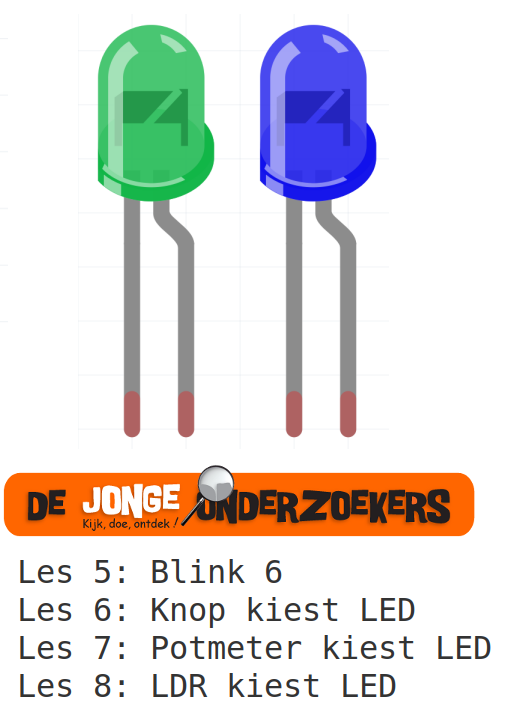 DE JONGE ONDERZOEKERS
Kijk, doe, ontdek!
Les 5: Blink 6
Les 6: Knop kiest LED
Les 7: Potmeter kiest LED
Les 8: LDR kiest LED